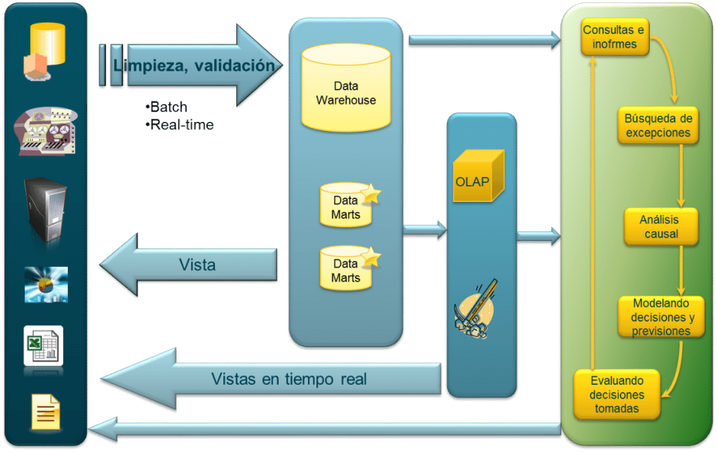 Limpieza, validación
•Batch
•Real-time
Data
Warehouse
Data
Marts
Data
Marts
OLAP
Vista
Vistas en tiempo real
Consultas e
inofrmes
Búsqueda de
excepciones
Análisis
causal
Modelando
decisiones y
previsiones
Evaluando
decisiones
tomadas